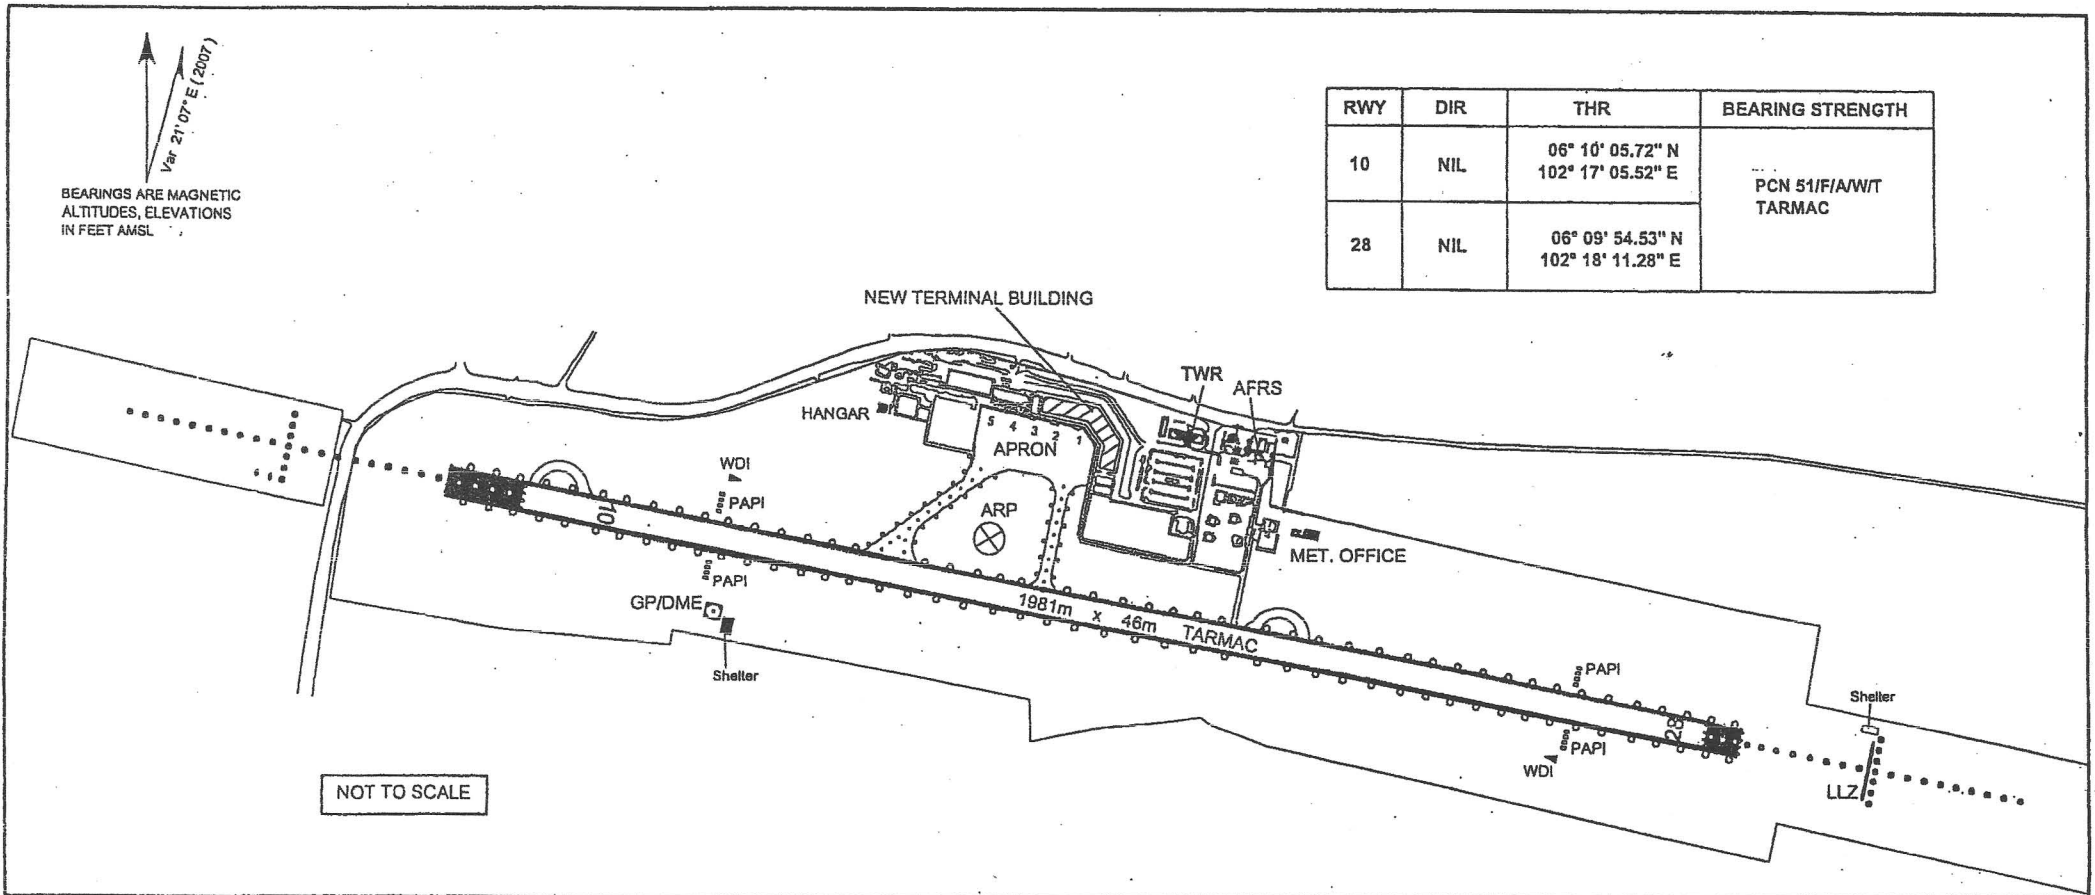 Var 21' 07° E ( 2007 )
BEARINGS ARE MAGNETIC
ALTITUDES, ELEVATIONS
IN FEET AMSL
RWY DIR THR BEARING STRENGTH
10 NIL 06° 10' 05.72" N
102° 17' 05.52" E
PCN 51/F/A/W/T
TARMAC
28 NIL 06° 09' 54.53" N
102° 18' 11.28" E
NEW TERMINAL BUILDING
TWR
AFRS
HANGAR
5 4 3 2 1
APRON
WDI
PAPI
ARP
10
MET. OFFICE
PAPI
GP/DME
1981m x 46m TARMAC
Shelter
PAPI
Shelter
28
PAPI
WDI
LLZ
NOT TO SCALE